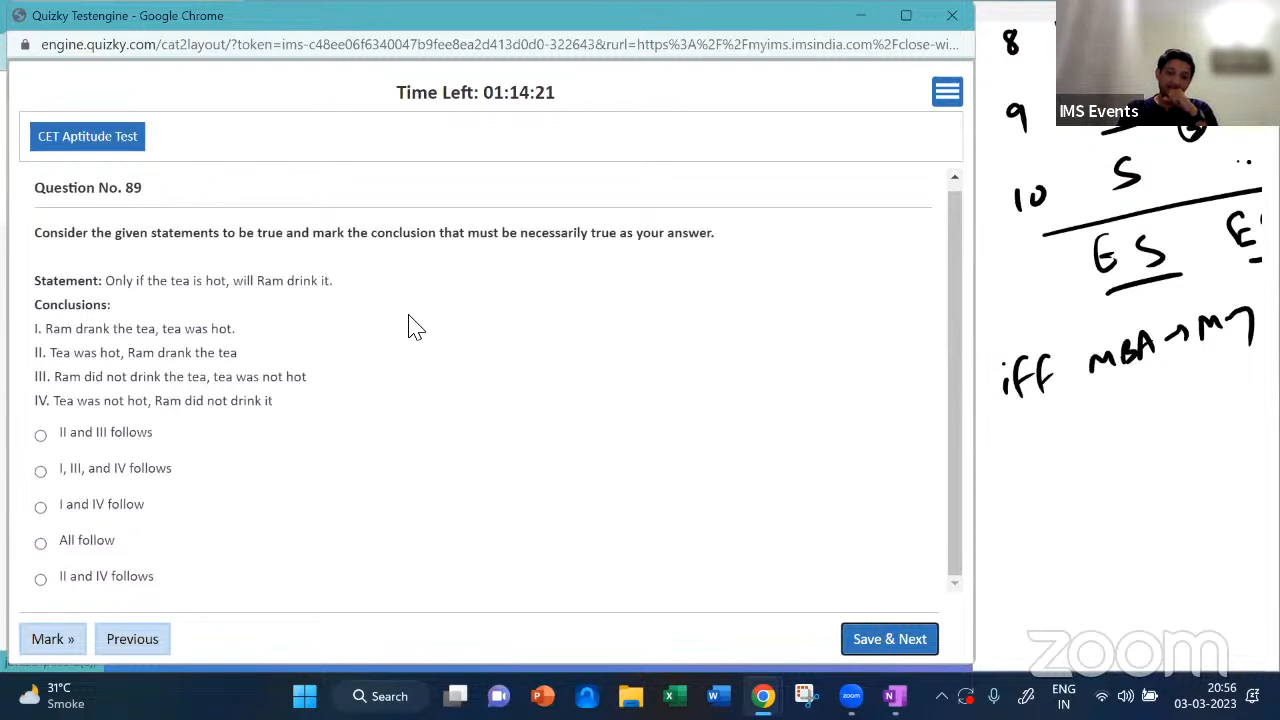 Quizky Testengine - Google Chrome
engine.quizky.com/cat2layout/?token=ims-c48ee06f6340047b9fee8ea2d413d0d0-322643&rurl=https%3A%2F%2Fmyims.imsindia.com%2Fclose-wi...
Time Left: 01:14:21
CET Aptitude Test
Question No. 89
Consider the given statements to be true and mark the conclusion that must be necessarily true as your answer.
Statement: Only if the tea is hot, will Ram drink it.
Conclusions:
I. Ram drank the tea, tea was hot.
II. Tea was hot, Ram drank the tea
III. Ram did not drink the tea, tea was not hot
IV. Tea was not hot, Ram did not drink it
II and III follows
I, III, and IV follows
I and IV follow
All follow
II and IV follows
Mark »
Previous
Save & Next
8
IMS Events
9
10 S
ES E
iff MBA → M7
zoom
31°C
Smoke
Search
zoom
ENG
IN
20:56
03-03-2023